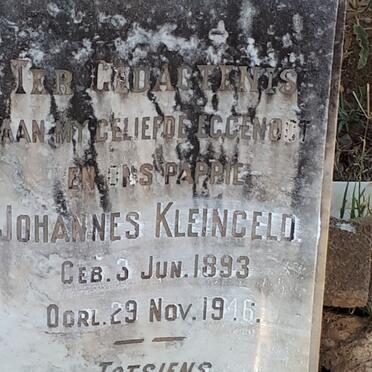 TER GEDAGTENIS
AAN MY GELIEFDE EGGENOOT
EN ONS PAPPIE
JOHANNES KLEINGELD.
GEB. 3 JUN. 1893
OORL. 29 NOV. 1946.
TOTSIENS